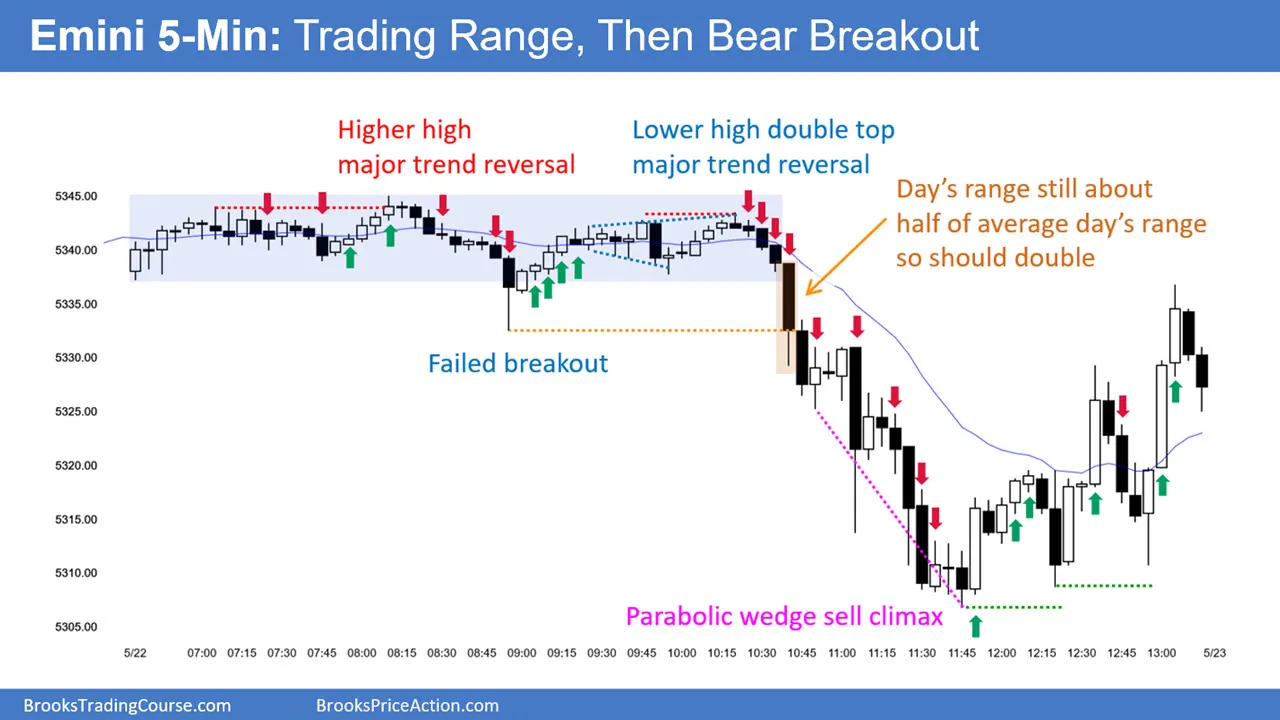 Emini 5-Min: Trading Range, Then Bear Breakout
Higher high
major trend reversal
Lower high double top
major trend reversal
Day's range still about
half of average day's range
so should double
Failed breakout
Parabolic wedge sell climax
5345.00
5340.00
5335.00
5330.00
5325.00
5320.00
5315.00
5310.00
5305.00
5/22 07:00 07:15 07:30 07:45 08:00 08:15 08:30 08:45 09:00 09:15 09:30 09:45 10:00 10:15 10:30 10:45 11:00 11:15 11:30 11:45 12:00 12:15 12:30 12:45 13:00 5/23
BrooksTradingCourse.com BrooksPriceAction.com